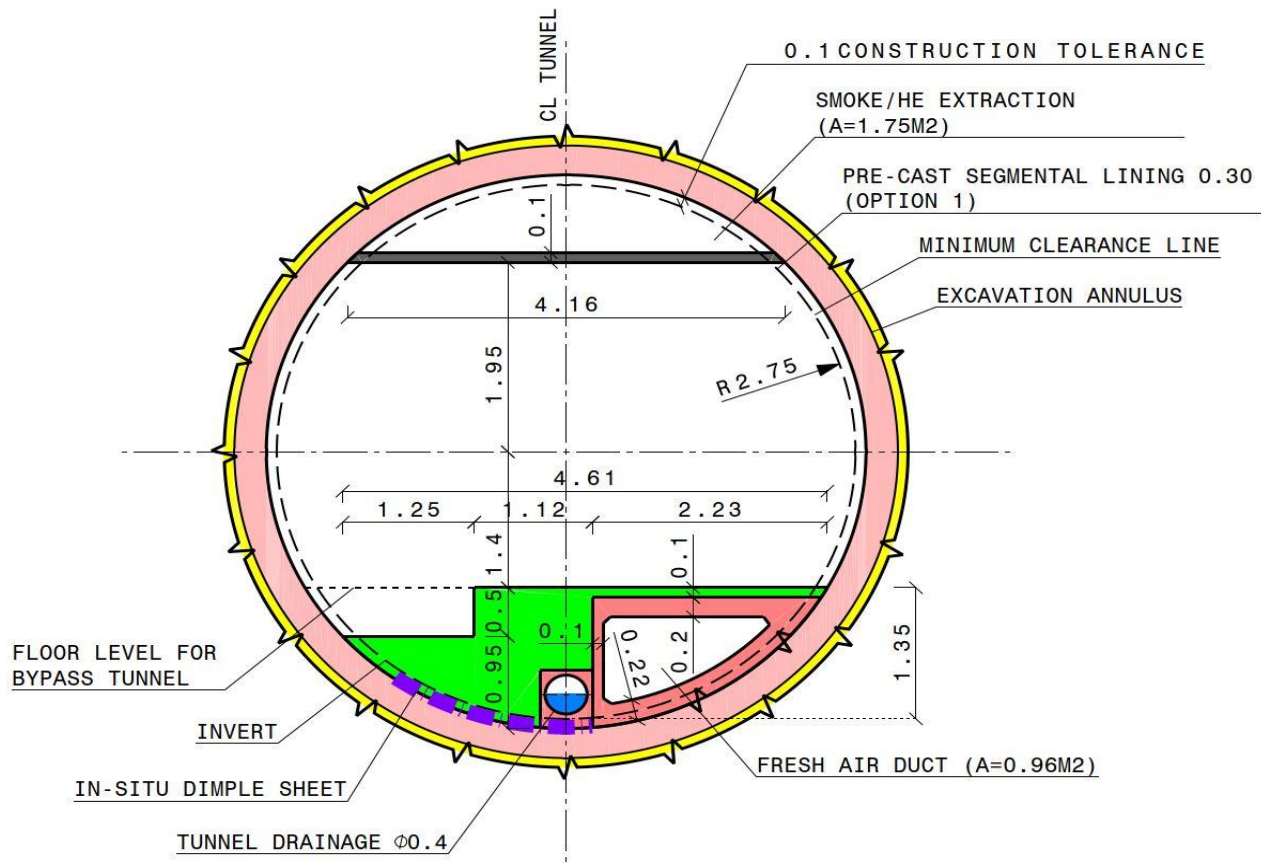 CL TUNNEL
0.1 CONSTRUCTION TOLERANCE
SMOKE/HE EXTRACTION
(A=1.75M2)
PRE-CAST SEGMENTAL LINING 0.30
(OPTION 1)
MINIMUM CLEARANCE LINE
EXCAVATION ANNULUS
0.1
4.16
1.95
R2.75
4.61
1.25
1.12
2.23
1.4
0.1
0.5
0.1
0.2
0.22
0.95
1.35
FLOOR LEVEL FOR
BYPASS TUNNEL
INVERT
IN-SITU DIMPLE SHEET
TUNNEL DRAINAGE Ø0.4
FRESH AIR DUCT (A=0.96M2)